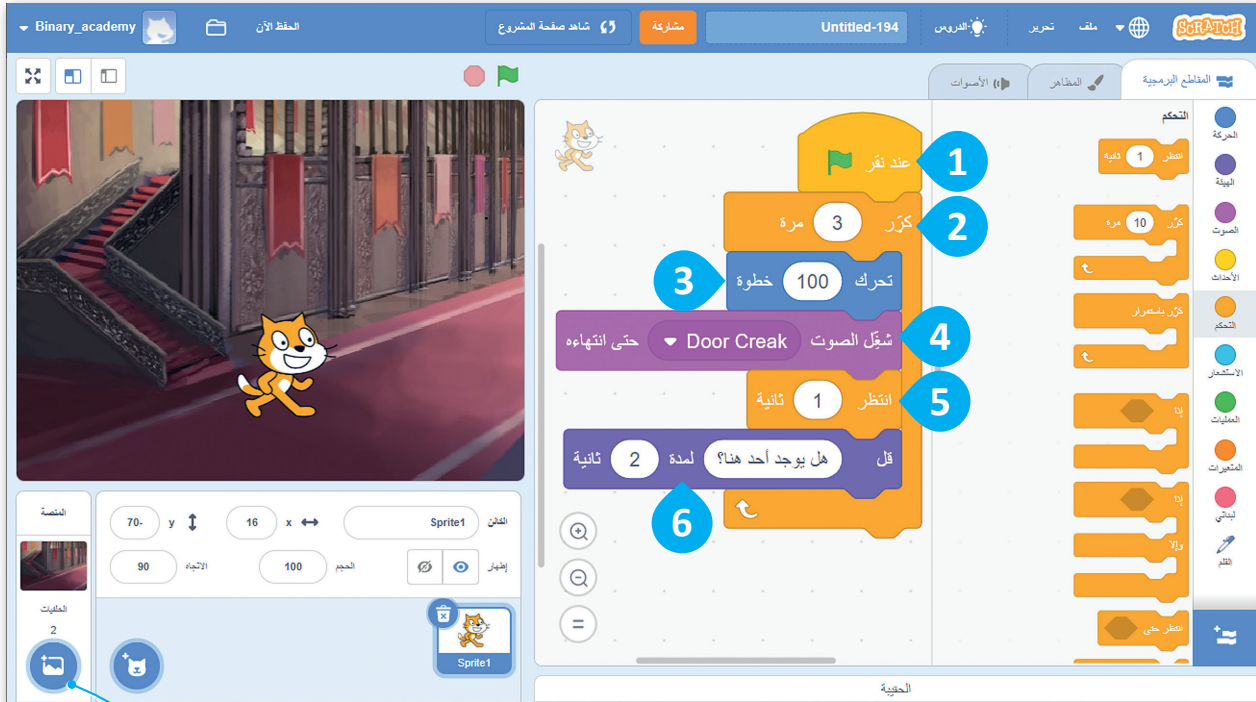 SCRATCH
ملف
تحرير
الدروس
Untitled-194
مشاركة
شاهد صفحة المشروع
الحفظ الآن
Binary_academy
المقاطع البرمجية
المظاهر
الأصوات
الحركة
الهيئة
الصوت
الأحداث
التحكم
الاستشعار
العمليات
المتغيرات
لبناتي
القلم
التحكم
انتظر 1 ثانية
كرّر 10 مرة
كرّر باستمرار
إذا
إذا
وإلا
انتظر حتى
عند نقر
1
كرّر 3 مرة
2
تحرك 100 خطوة
3
شغّل الصوت Door Creak حتى انتهاءه
4
انتظر 1 ثانية
5
قل هل يوجد أحد هنا؟ لمدة 2 ثانية
6
الحقيبة
الكائن Sprite1 x 16 y 70-
إظهار الحجم 100 الاتجاه 90
Sprite1
المنصة
الخلفيات
2